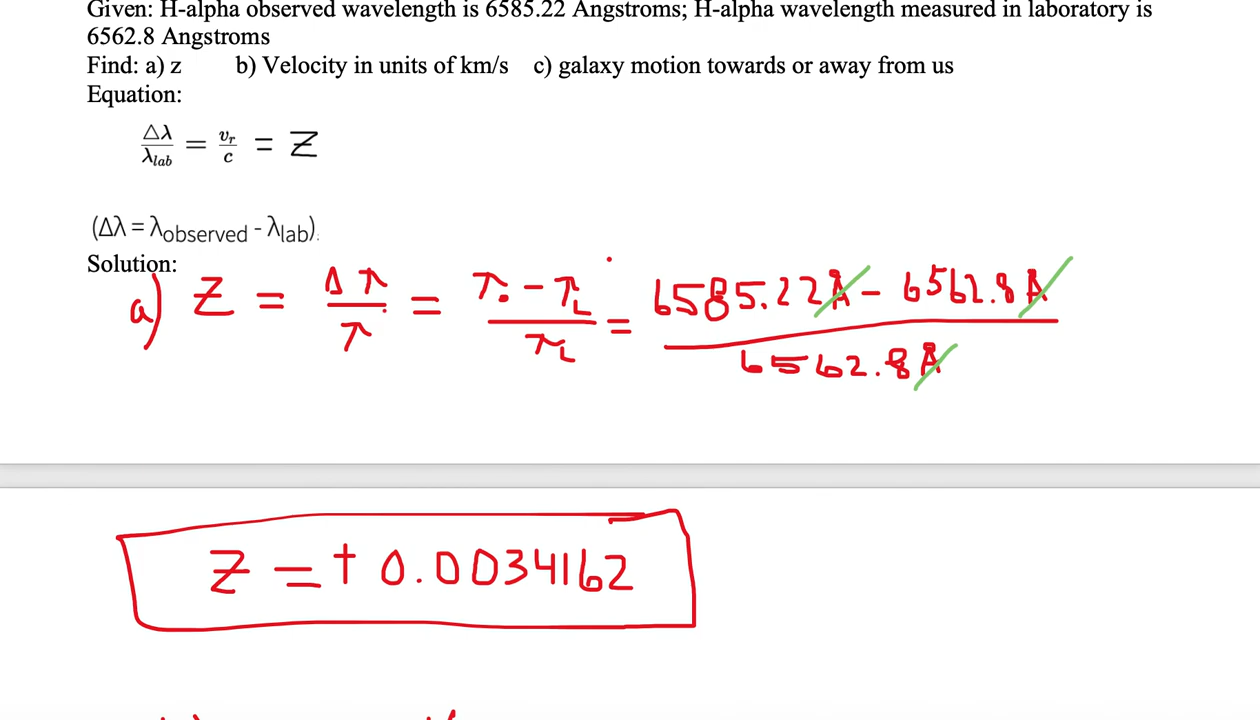 Given: H-alpha observed wavelength is 6585.22 Angstroms; H-alpha wavelength measured in laboratory is
6562.8 Angstroms
Find: a) z b) Velocity in units of km/s c) galaxy motion towards or away from us
Equation:
Δλ/λlab = vr/c = Z
(Δλ = λobserved - λlab).
Solution:
a) Z = Δλ/λ = λo - λL/λL = 6585.22Å - 6562.8Å/6562.8Å
Z = + 0.0034162